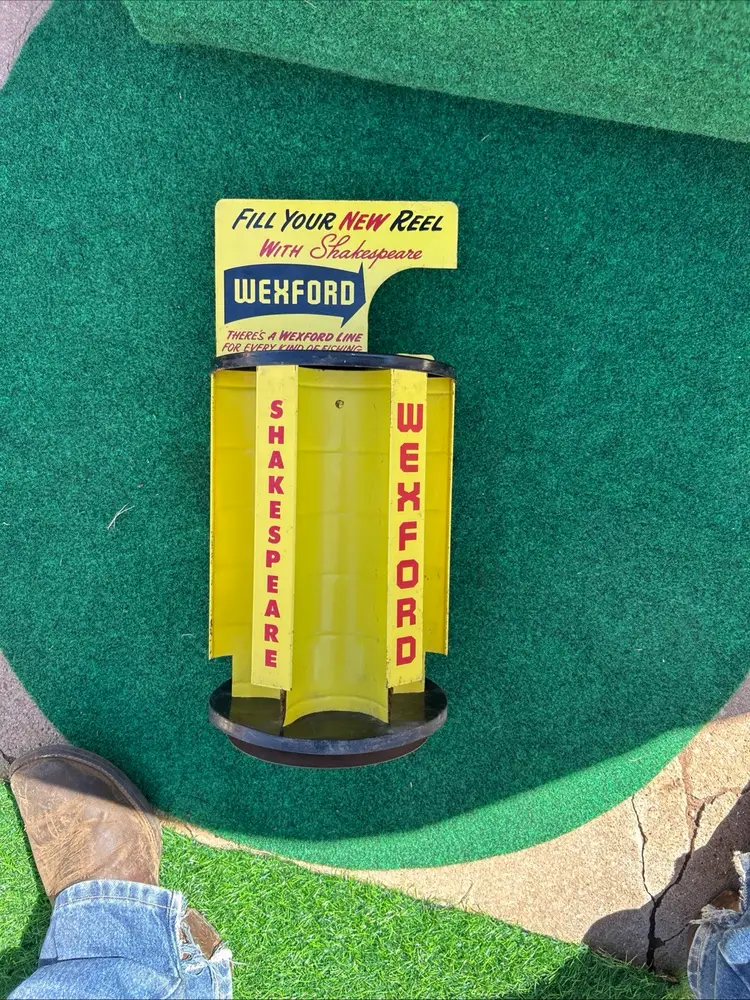 FILL YOUR NEW REEL
WITH Shakespeare
WEXFORD
THERE'S A WEXFORD LINE
FOR EVERY KIND OF FISHING
SHAKESPEARE
WEXFORD